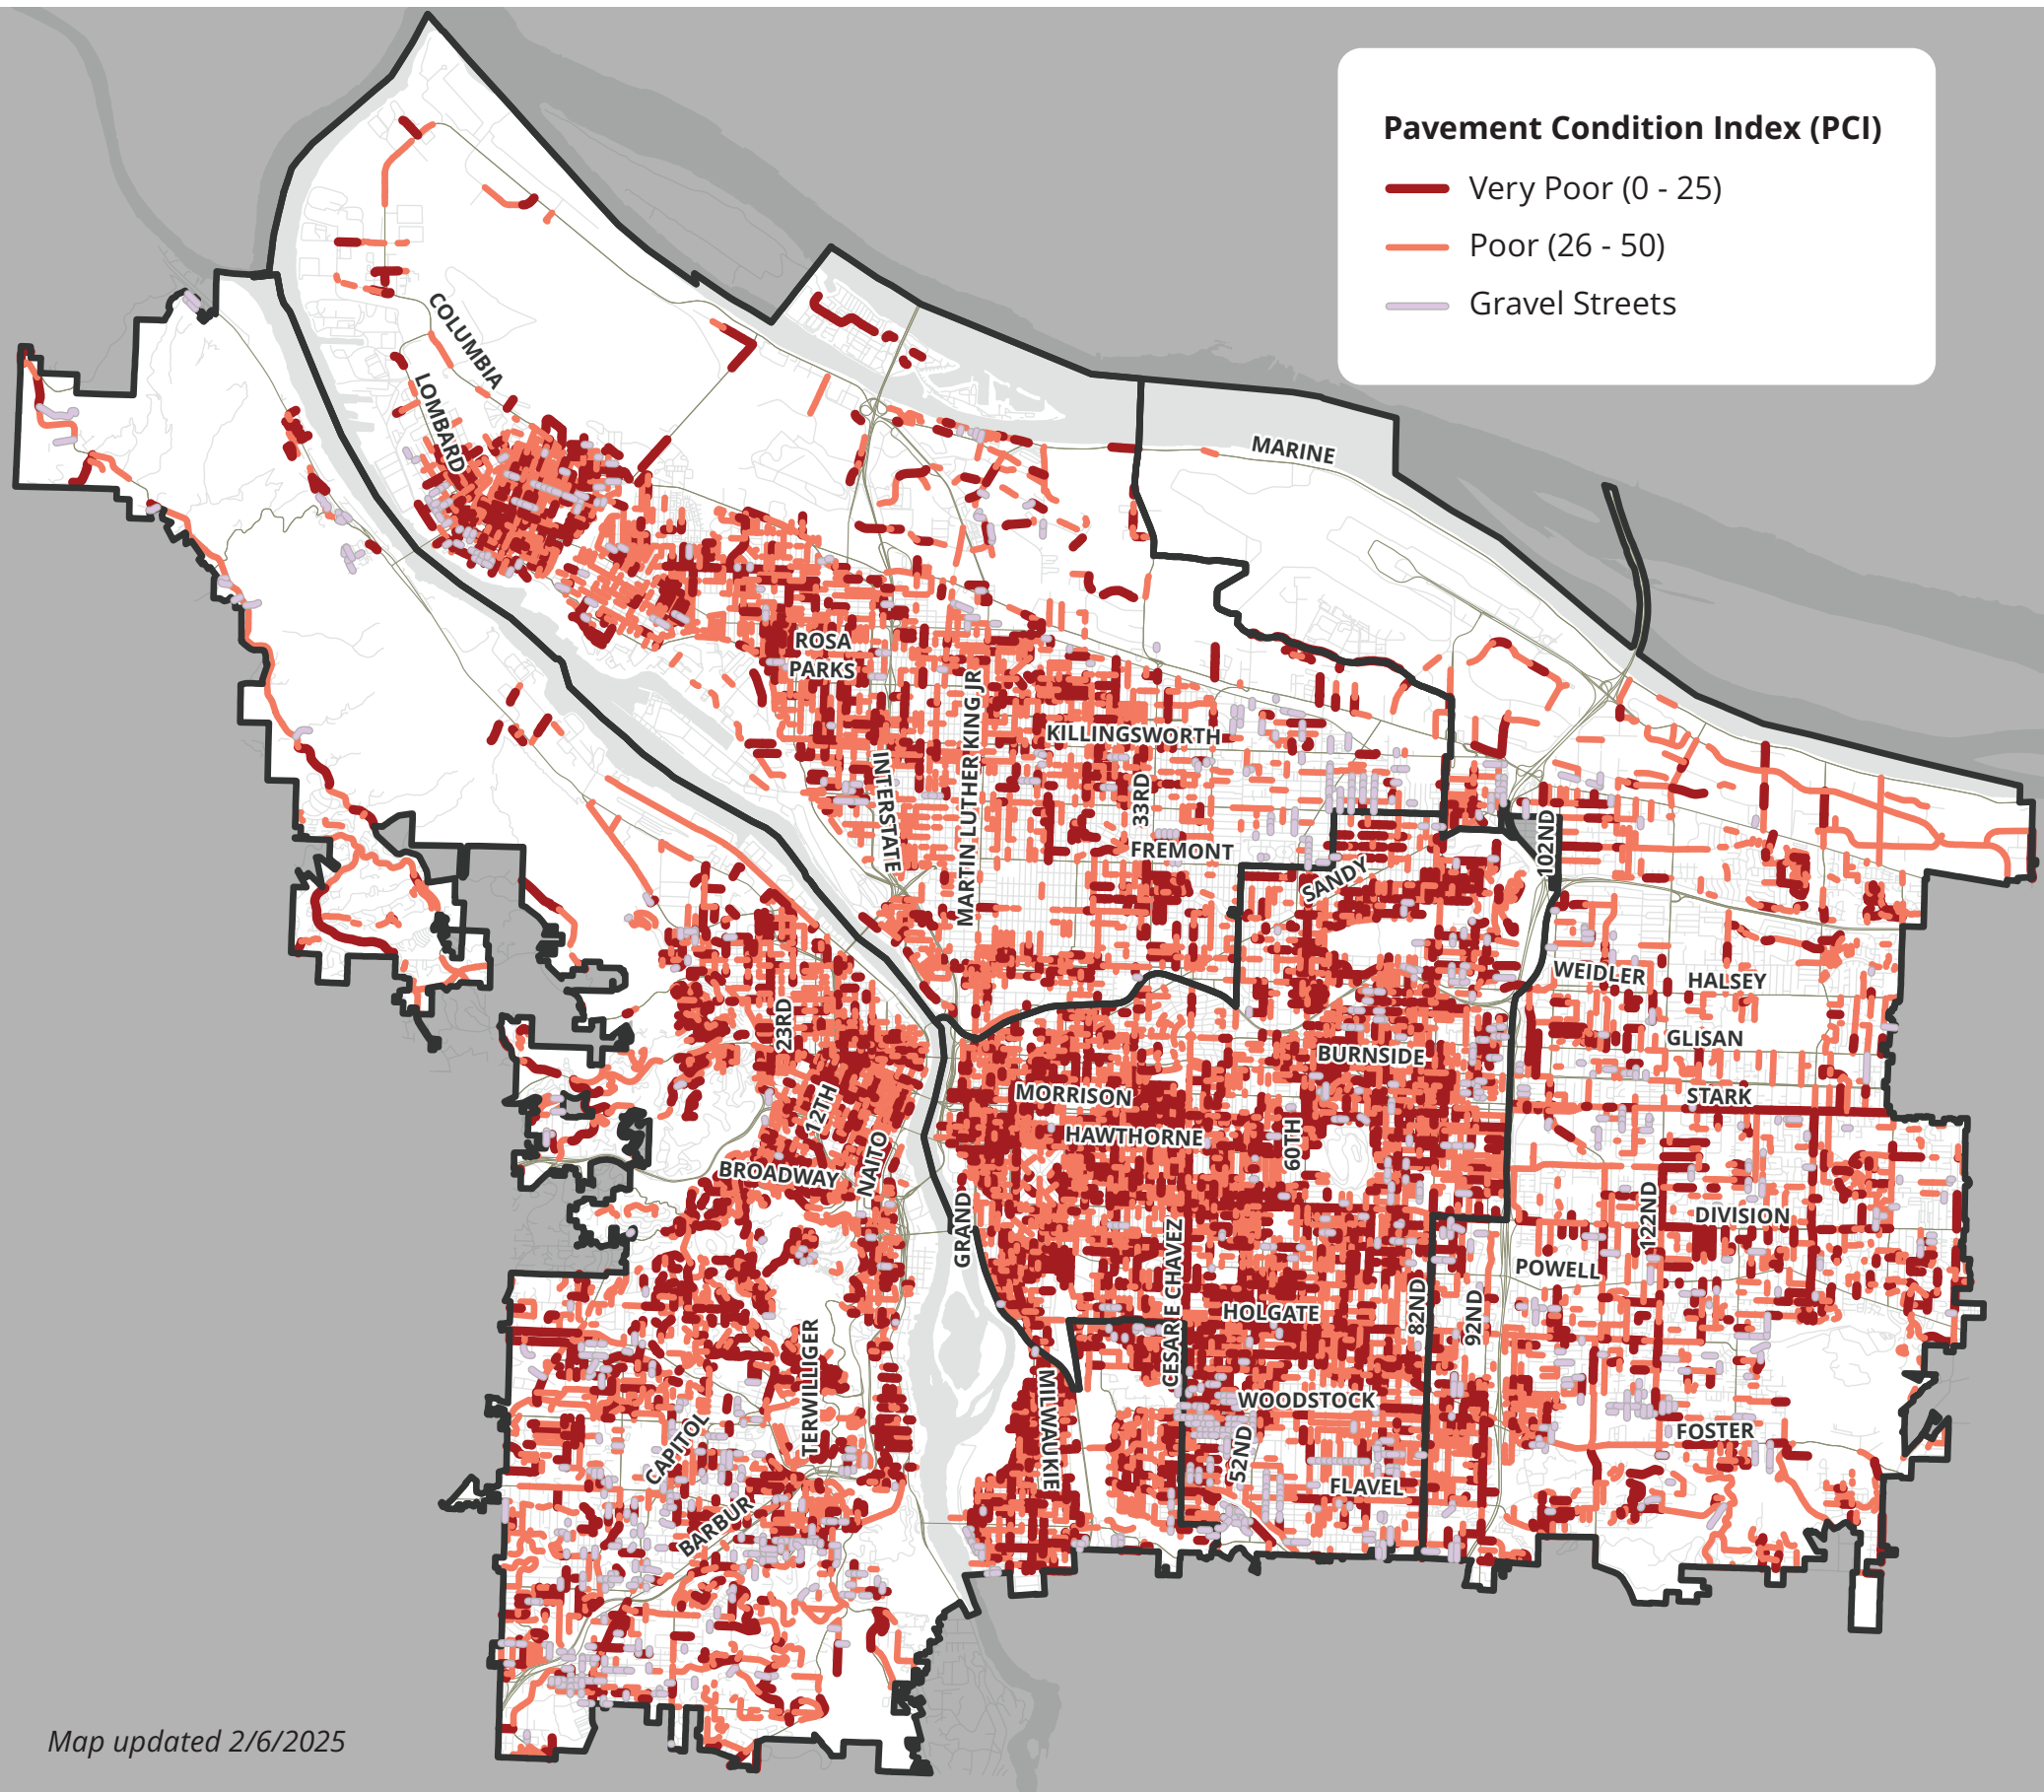 Pavement Condition Index (PCI)
Very Poor (0 - 25)
Poor (26 - 50)
Gravel Streets
COLUMBIA
LOMBARD
MARINE
ROSA
PARKS
KILLINGSWORTH
INTERSTATE
MARTIN LUTHER KING JR
33RD
FREMONT
SANDY
102ND
WEIDLER
HALSEY
23RD
GLISAN
BURNSIDE
MORRISON
STARK
12TH
HAWTHORNE
60TH
NAITO
BROADWAY
GRAND
122ND
DIVISION
CESARE CHAVEZ
POWELL
HOLGATE
82ND
92ND
TERWILLIGER
MILWAUKIE
WOODSTOCK
CAPITOL
52ND
FOSTER
FLAVEL
BARBUR
Map updated 2/6/2025